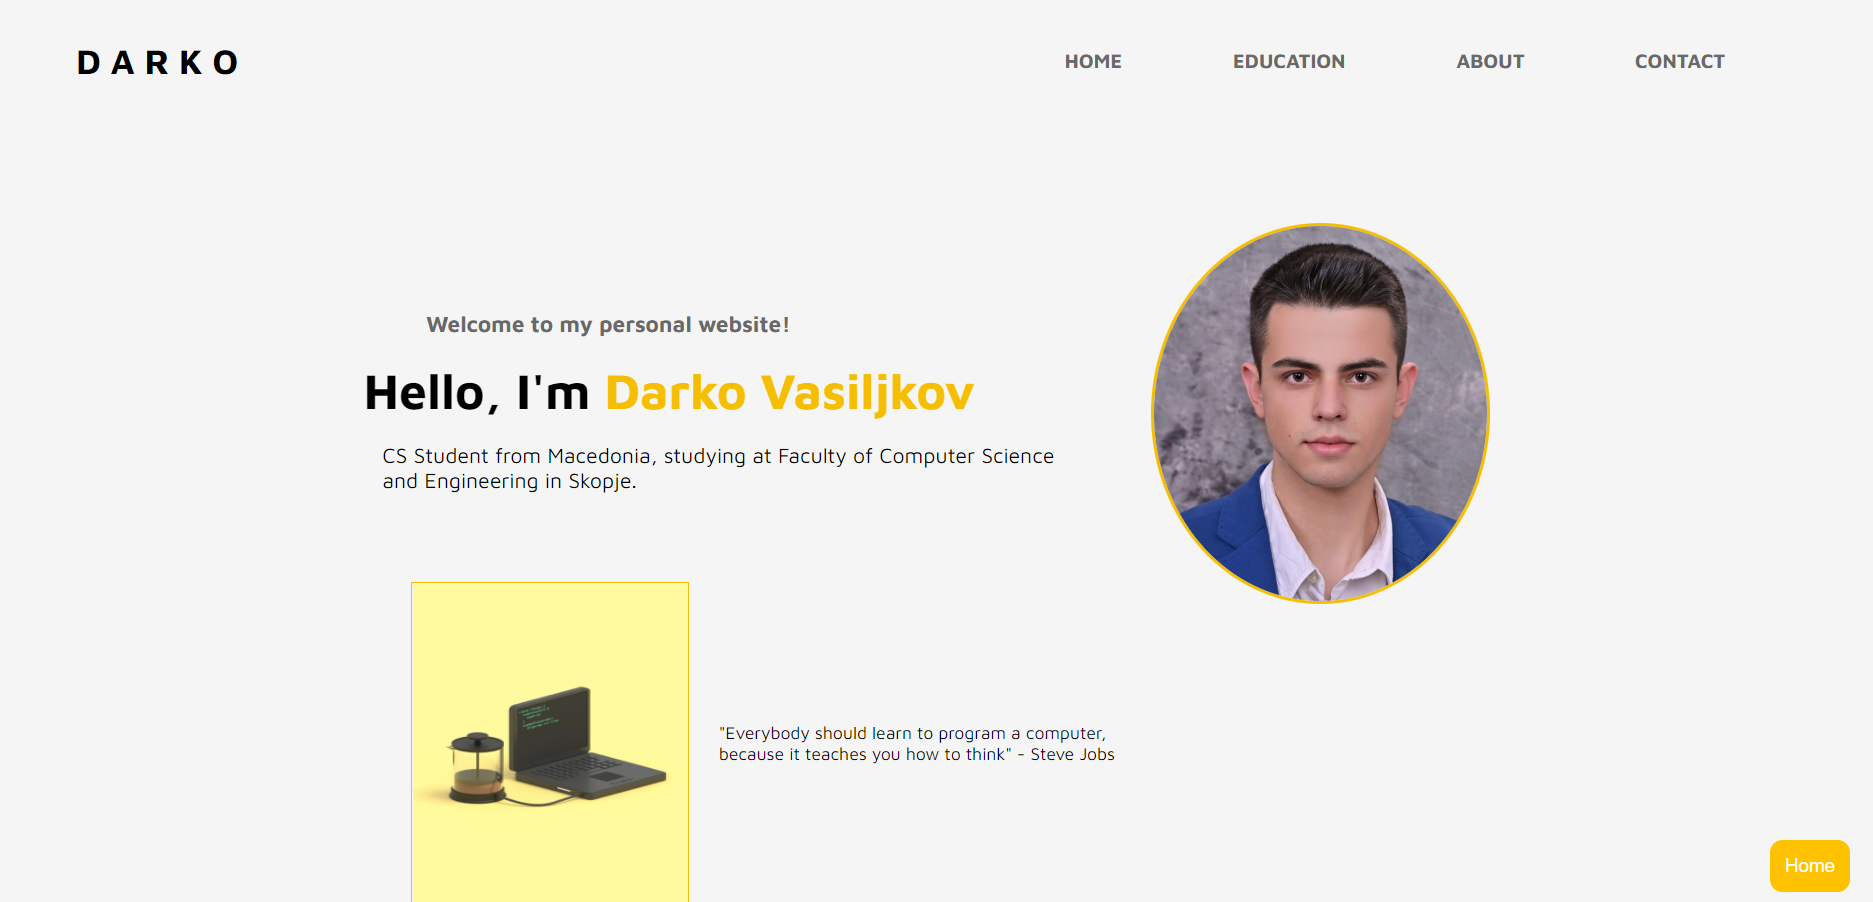 DARKO
HOME EDUCATION ABOUT CONTACT
Welcome to my personal website!
Hello, I'm Darko Vasiljkov
CS Student from Macedonia, studying at Faculty of Computer Science
and Engineering in Skopje.
"Everybody should learn to program a computer,
because it teaches you how to think" - Steve Jobs
Home